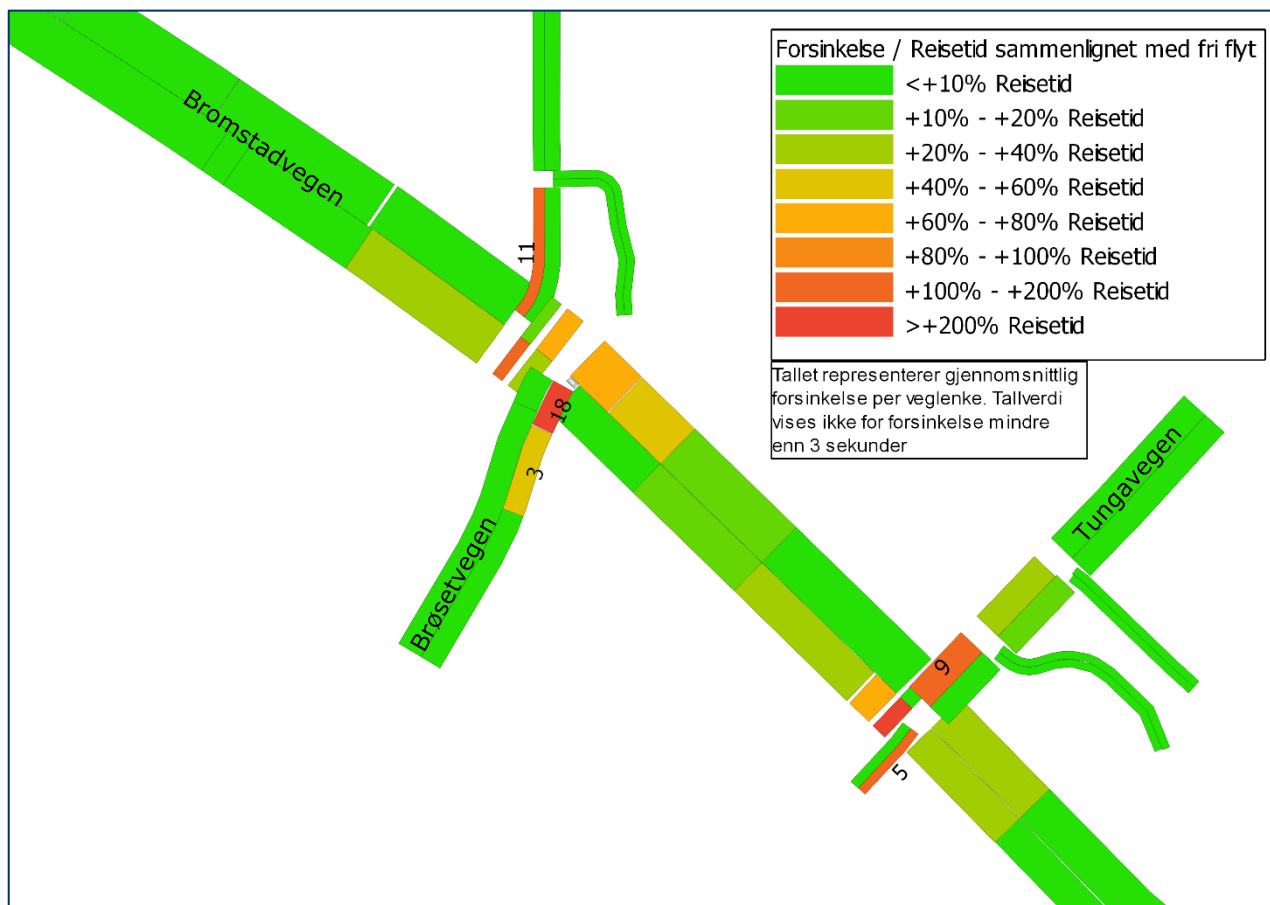 Forsinkelse / Reisetid sammenlignet med fri flyt
<+10% Reisetid
+10% - +20% Reisetid
+20% - +40% Reisetid
+40% - +60% Reisetid
+60% - +80% Reisetid
+80% - +100% Reisetid
+100% - +200% Reisetid
>+200% Reisetid
Tallet representerer gjennomsnittlig
forsinkelse per veglenke. Tallverdi
vises ikke for forsinkelse mindre
enn 3 sekunder
Bromstadvegen
11
18
3
Brøsetvegen
Tungavegen
9
5